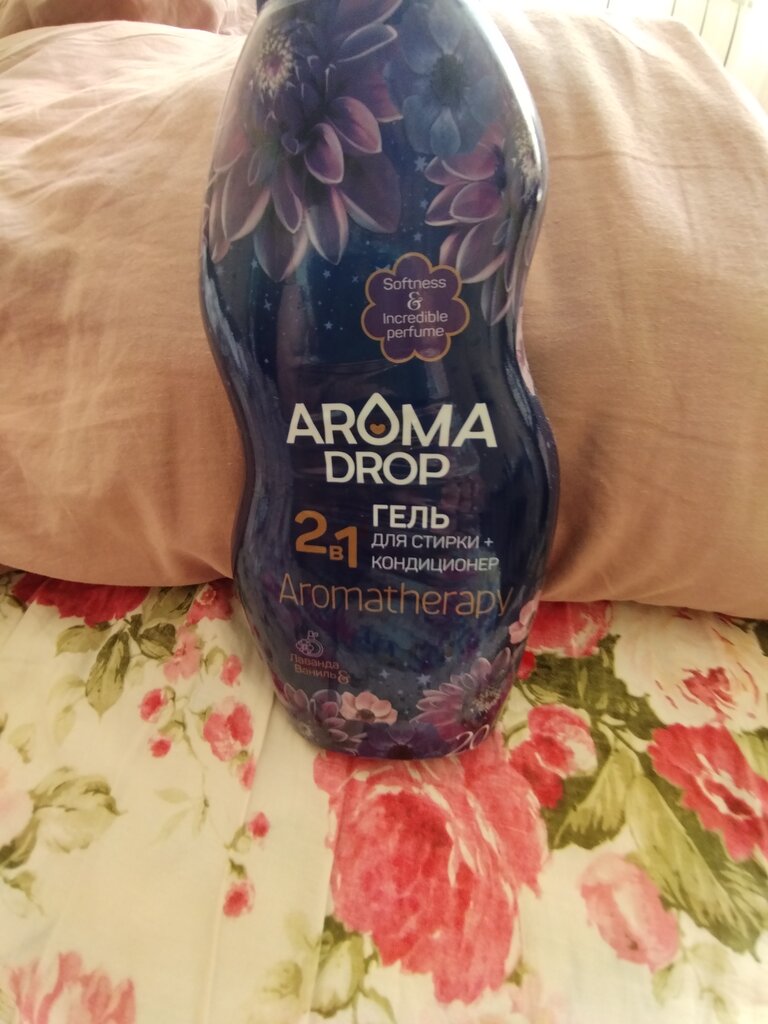 Softness
&
Incredible
perfume
AROMA
DROP
2в1
ГЕЛЬ
ДЛЯ СТИРКИ +
КОНДИЦИОНЕР
Aromatherapy
Лаванда
Ваниль &